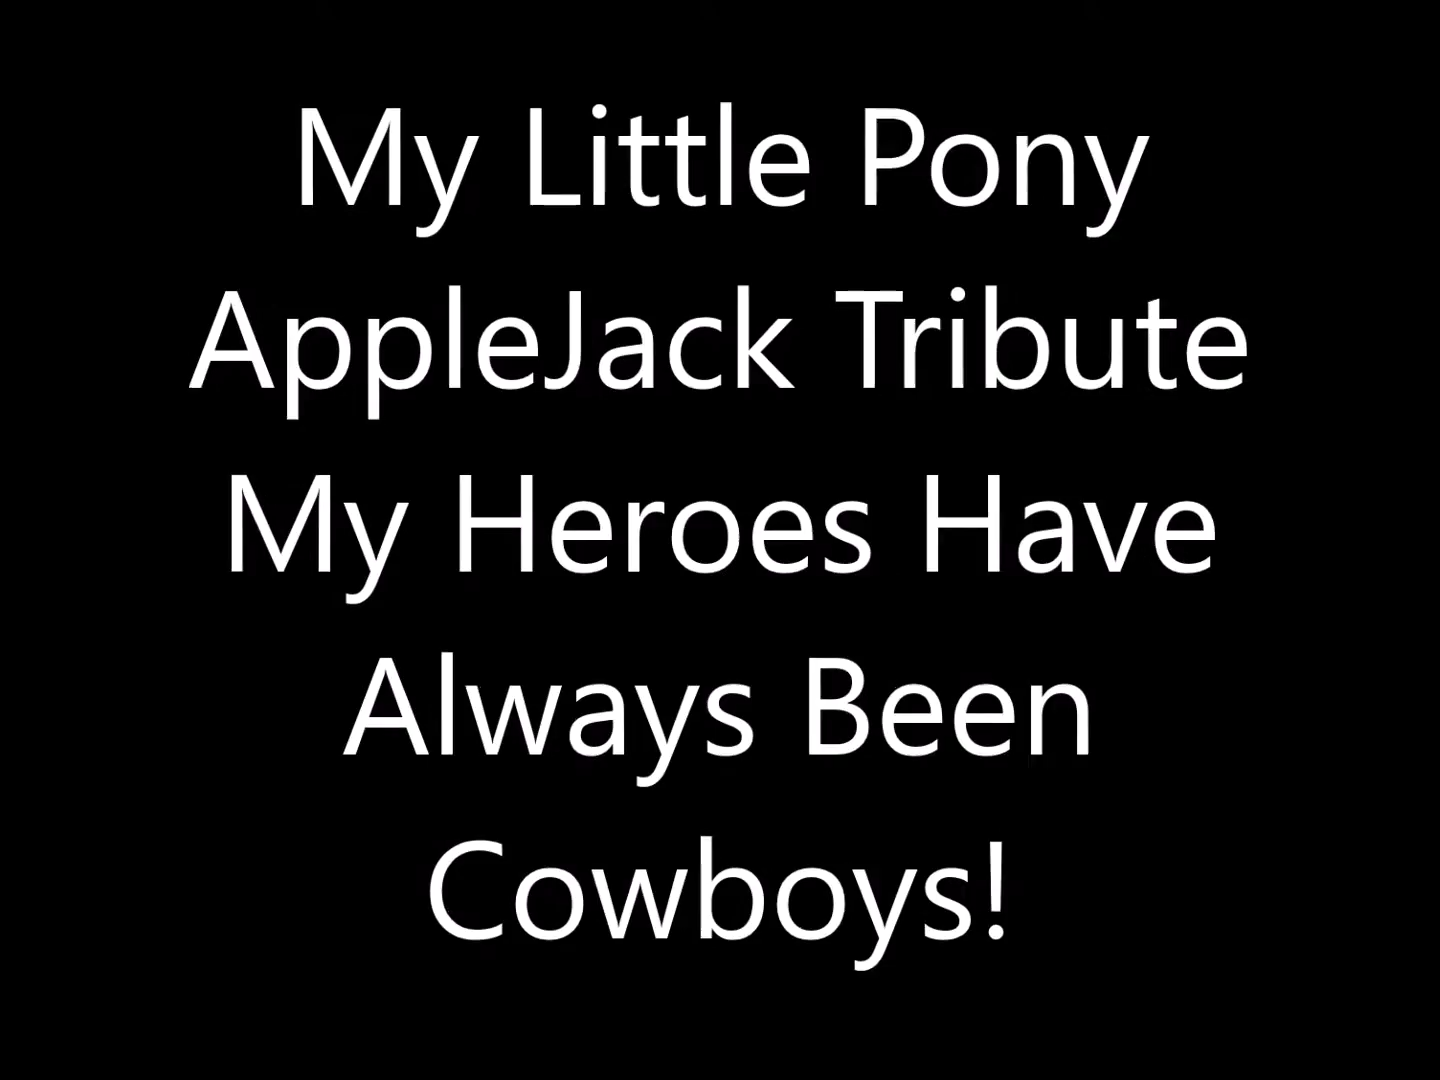 My Little Pony
AppleJack Tribute
My Heroes Have
Always Been
Cowboys!